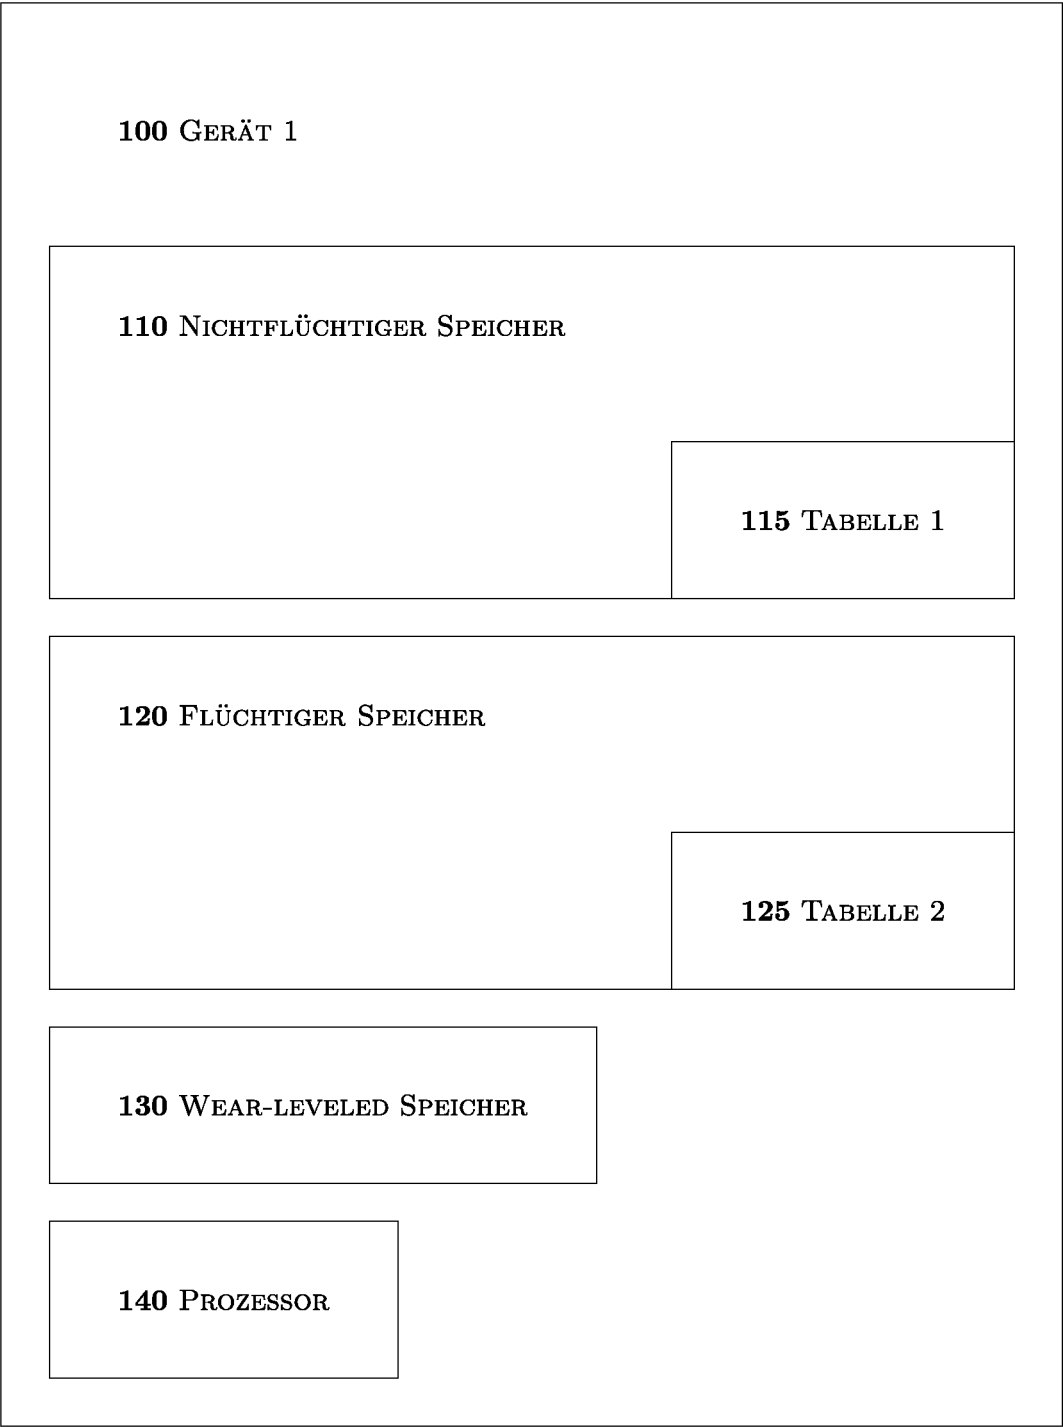 100 Gerät 1
110 Nichtflüchtiger Speicher
115 Tabelle 1
120 Flüchtiger Speicher
125 Tabelle 2
130 Wear-leveled Speicher
140 Prozessor